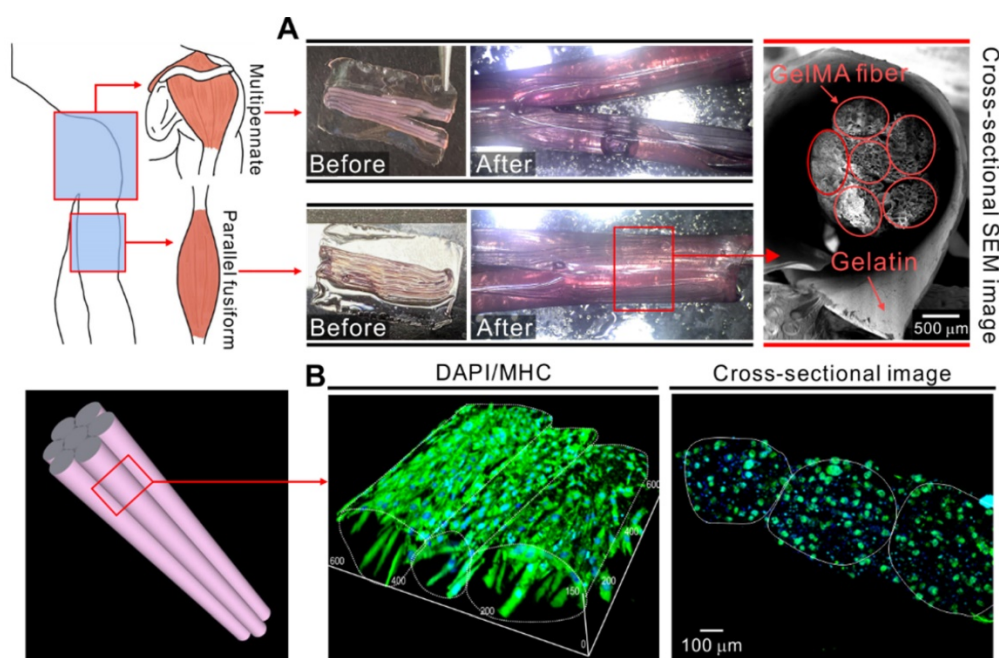 A
Multipennate
Before
After
GelMA fiber
Gelatin
500 μm
Cross-sectional SEM image
Parallel fusiform
Before
After
B
DAPI/MHC
600
400
200
0
150
200
400
600
Cross-sectional image
100 μm